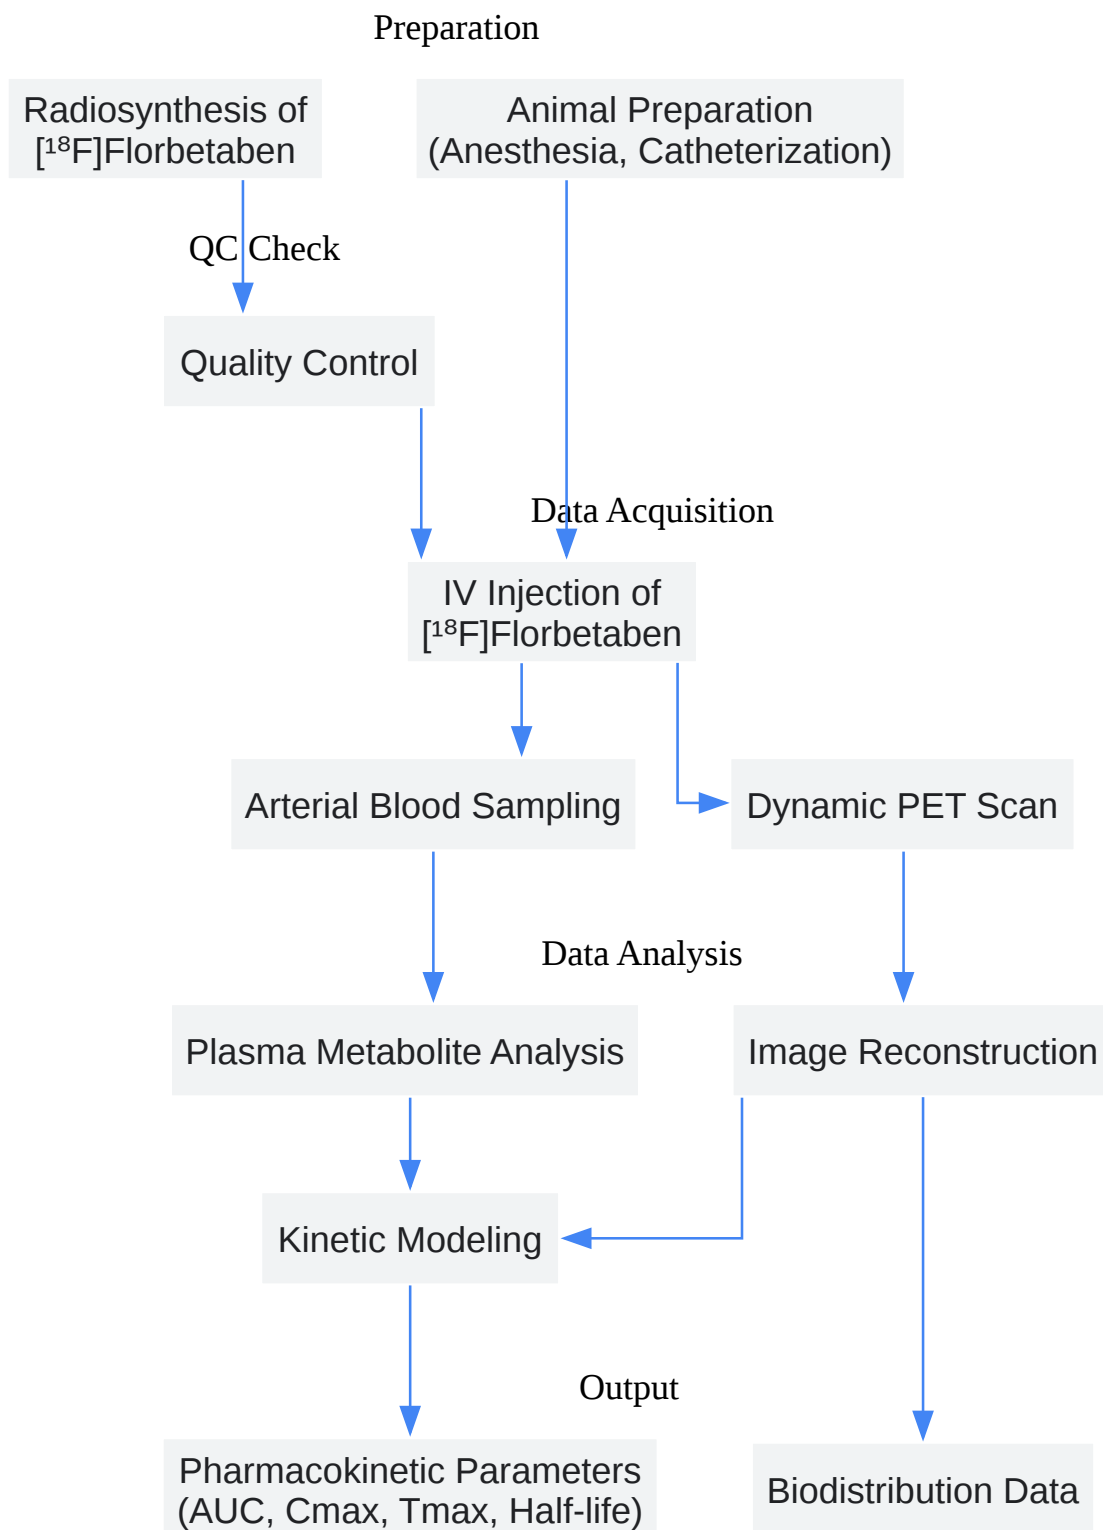 Preparation
Radiosynthesis of
[¹⁸F]Florbetaben
Animal Preparation
(Anesthesia, Catheterization)
QC Check
Quality Control
Data Acquisition
IV Injection of
[¹⁸F]Florbetaben
Arterial Blood Sampling
Dynamic PET Scan
Data Analysis
Plasma Metabolite Analysis
Image Reconstruction
Kinetic Modeling
Output
Pharmacokinetic Parameters
(AUC, Cmax, Tmax, Half-life)
Biodistribution Data